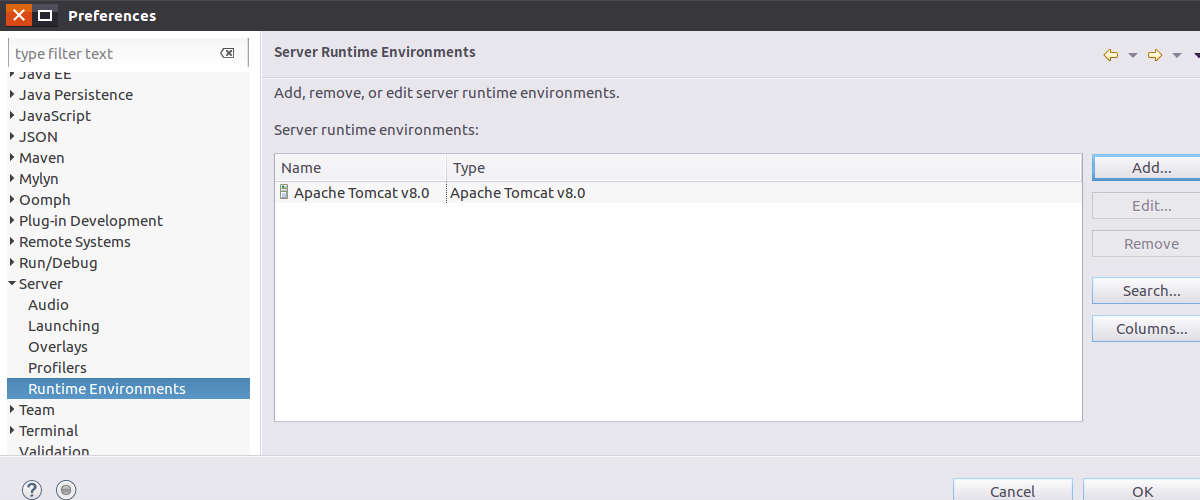 Preferences
type filter text
Java EE
Java Persistence
JavaScript
JSON
Maven
Mylyn
Oomph
Plug-in Development
Remote Systems
Run/Debug
Server
Audio
Launching
Overlays
Profilers
Runtime Environments
Team
Terminal
Validation
Server Runtime Environments
Add, remove, or edit server runtime environments.
Server runtime environments:
Name Type
Apache Tomcat v8.0 Apache Tomcat v8.0
Add...
Edit...
Remove
Search...
Columns...
?
Cancel OK